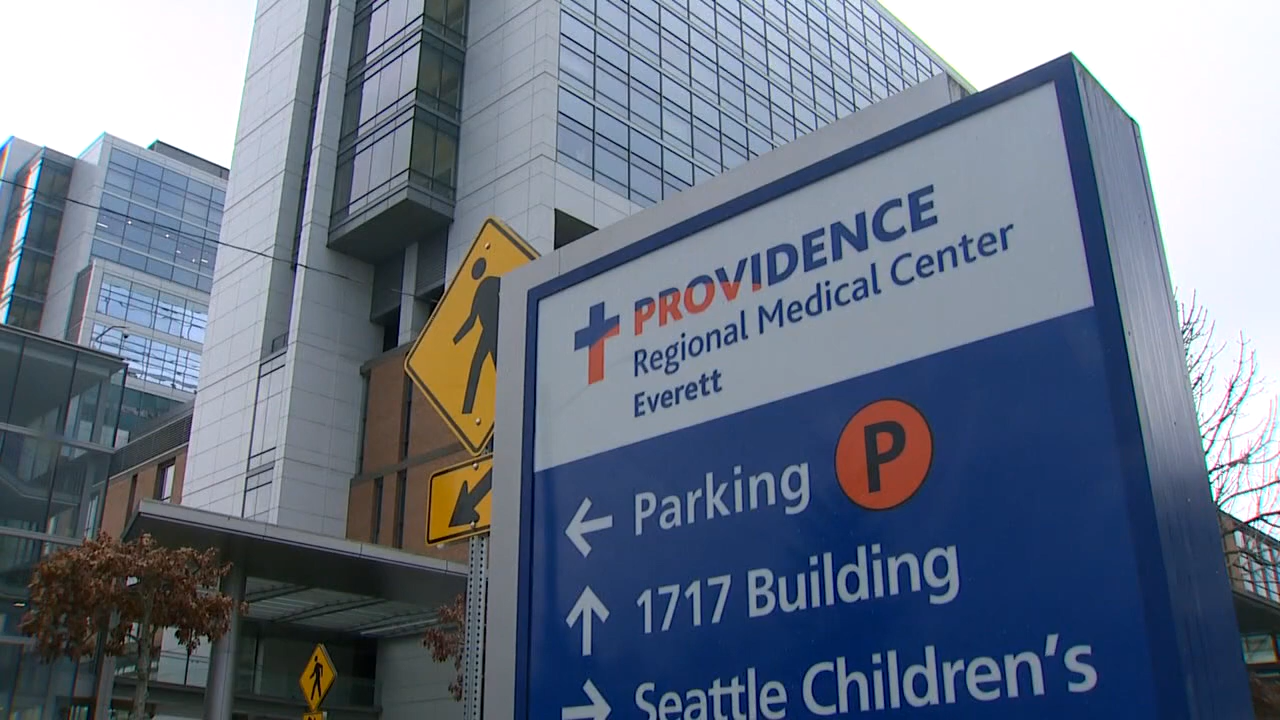 PROVIDENCE
Regional Medical Center
Everett
← Parking P
↑ 1717 Building
→ Seattle Children's